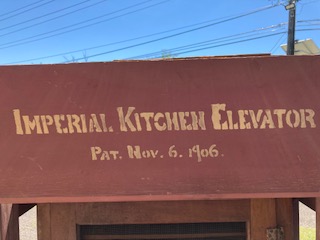 IMPERIAL KITCHEN ELEVATOR
PAT. NOV. 6. 1906.